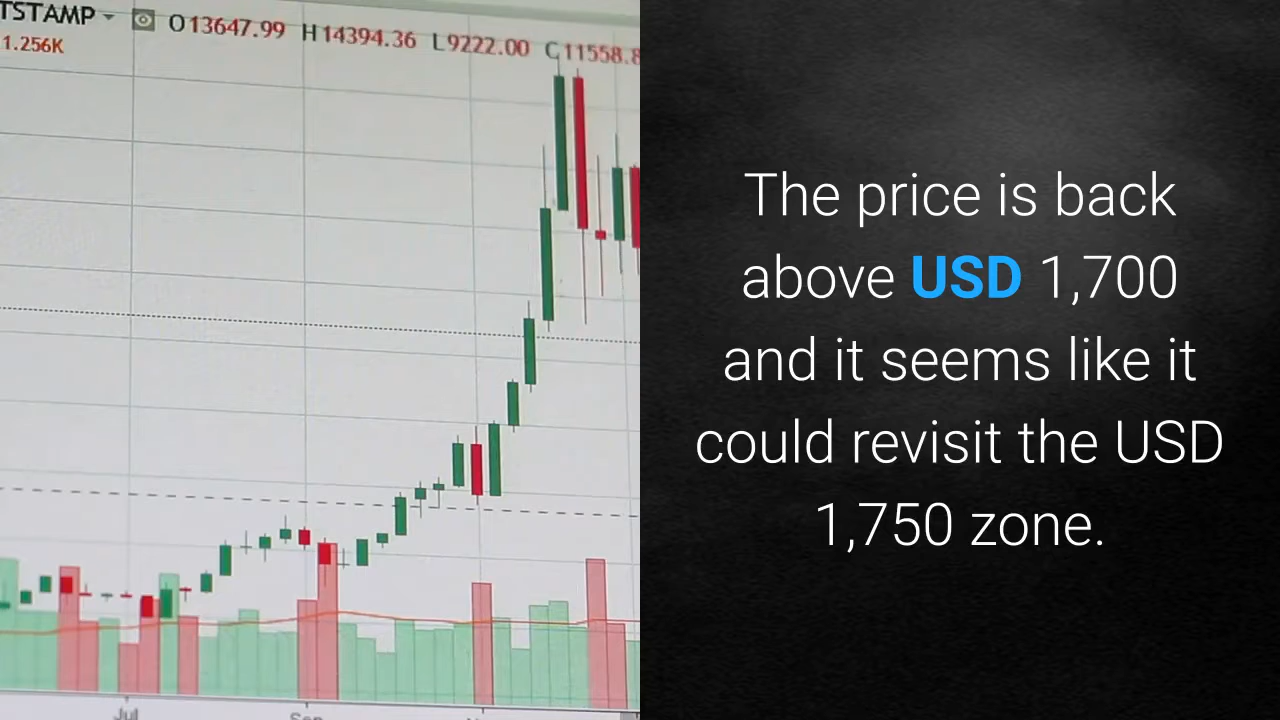 TSTAMP O13647.99 H14394.36 L9222.00 C11558.8
1.256K
Jul
Sep
The price is back
above USD 1,700
and it seems like it
could revisit the USD
1,750 zone.